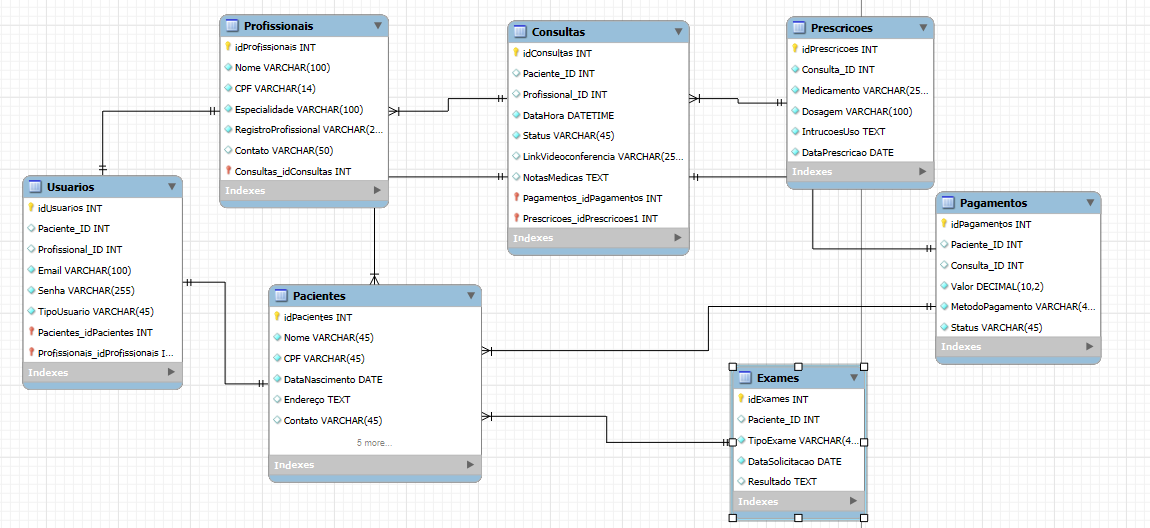 Profissionais
idProfissionais INT
Nome VARCHAR(100)
CPF VARCHAR(14)
Especialidade VARCHAR(100)
RegistroProfissional VARCHAR(2...
Contato VARCHAR(50)
Consultas_idConsultas INT
Indexes
Consultas
idConsultas INT
Paciente_ID INT
Profissional_ID INT
DataHora DATETIME
Status VARCHAR(45)
LinkVideoconferencia VARCHAR(25...
NotasMedicas TEXT
Pagamentos_idPagamentos INT
Prescricoes_idPrescricoes1 INT
Indexes
Prescricoes
idPrescricoes INT
Consulta_ID INT
Medicamento VARCHAR(25...
Dosagem VARCHAR(100)
IntrucoesUso TEXT
DataPrescricao DATE
Indexes
Usuarios
idUsuarios INT
Paciente_ID INT
Profissional_ID INT
Email VARCHAR(100)
Senha VARCHAR(255)
TipoUsuario VARCHAR(45)
Pacientes_idPacientes INT
Profissionais_idProfissionais I...
Indexes
Pagamentos
idPagamentos INT
Paciente_ID INT
Consulta_ID INT
Valor DECIMAL(10,2)
MetodoPagamento VARCHAR(4...
Status VARCHAR(45)
Indexes
Pacientes
idPacientes INT
Nome VARCHAR(45)
CPF VARCHAR(45)
DataNascimento DATE
Endereço TEXT
Contato VARCHAR(45)
5 more...
Indexes
Exames
idExames INT
Paciente_ID INT
TipoExame VARCHAR(4...
DataSolicitacao DATE
Resultado TEXT
Indexes